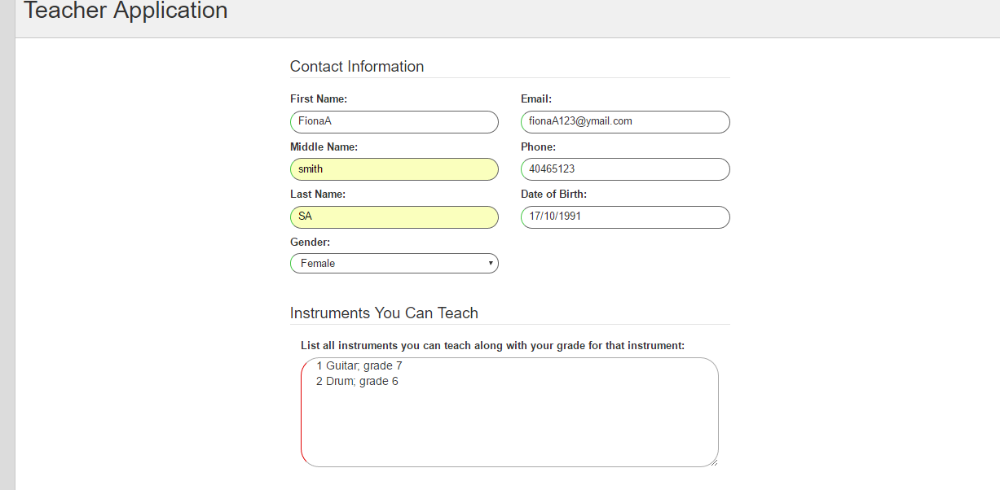 Teacher Application
Contact Information
First Name:
FionaA
Middle Name:
smith
Last Name:
SA
Gender:
Female
Email:
fionaA123@ymail.com
Phone:
40465123
Date of Birth:
17/10/1991
Instruments You Can Teach
List all instruments you can teach along with your grade for that instrument:
1 Guitar; grade 7
2 Drum; grade 6